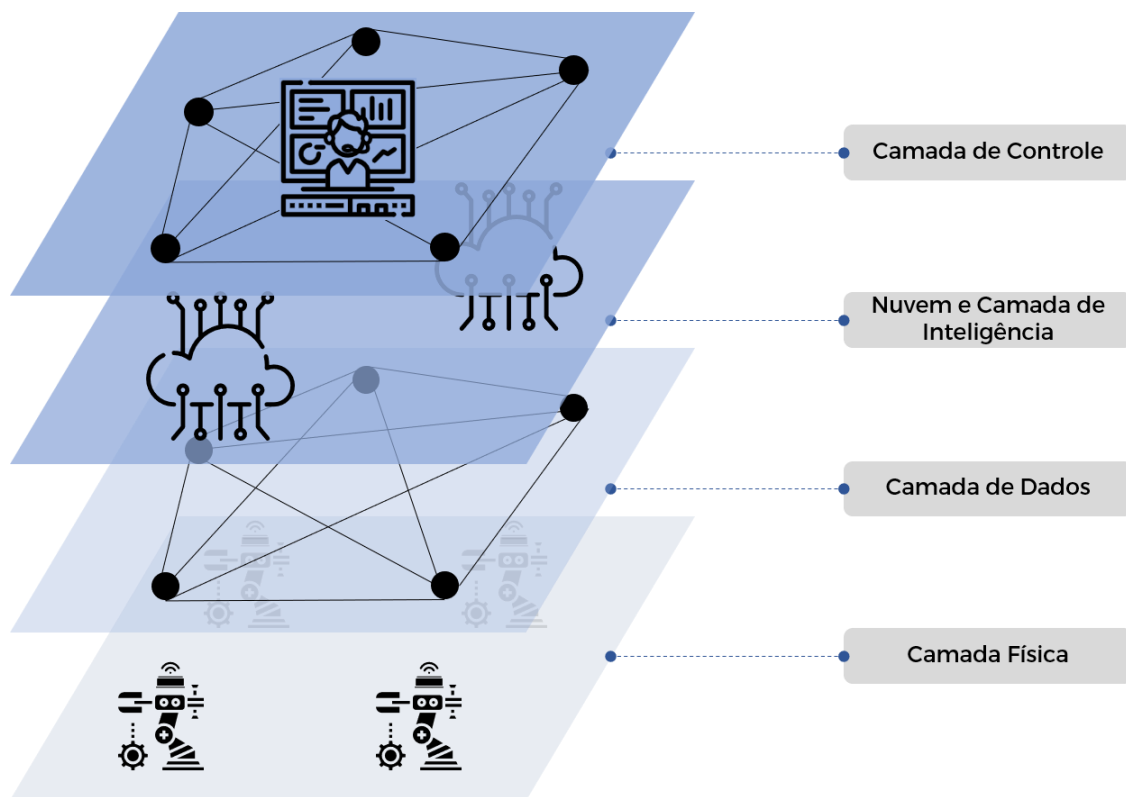 Camada de Controle
Nuvem e Camada de
Inteligência
Camada de Dados
Camada Física